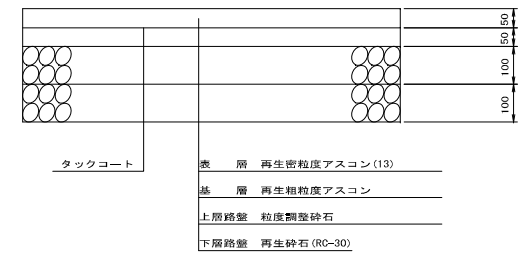 50
50
100
100
タックコート
表　　層　再生密粒度アスコン(13)
基　　層　再生粗粒度アスコン
上層路盤　粒度調整砕石
下層路盤　再生砕石(RC-30)